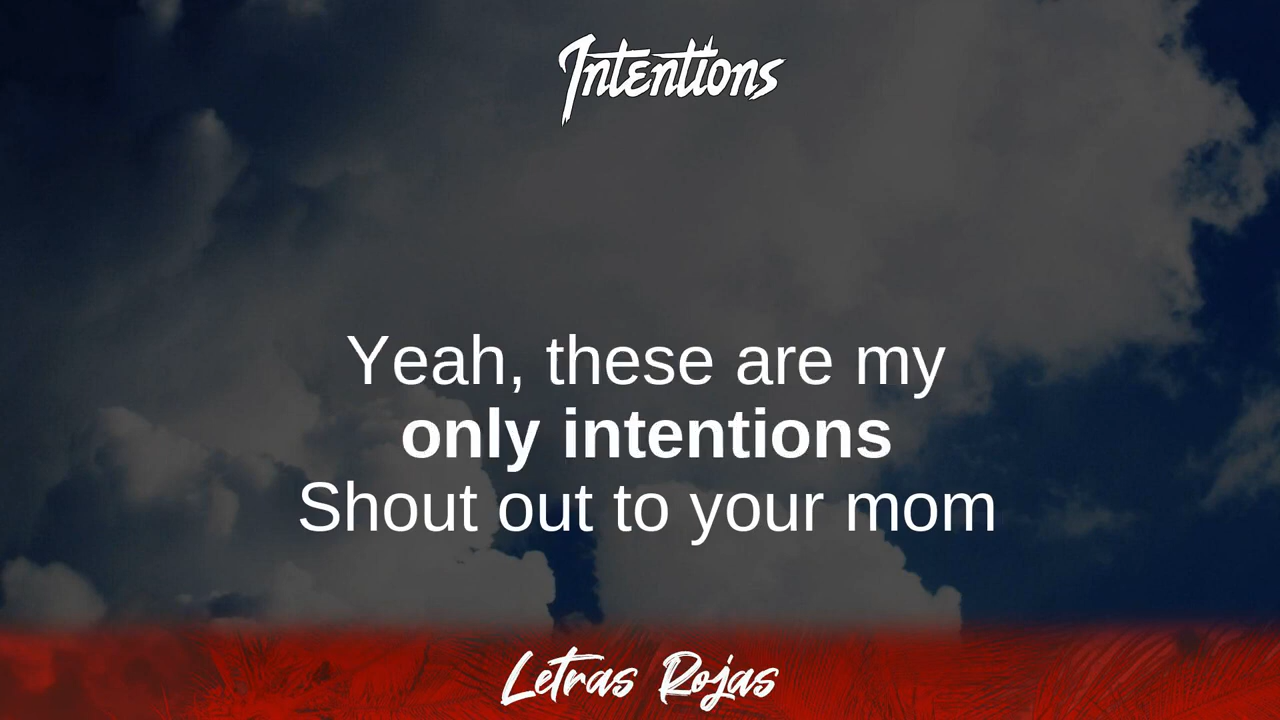 Intentions
Yeah, these are my
only intentions
Shout out to your mom
Letras Rojas